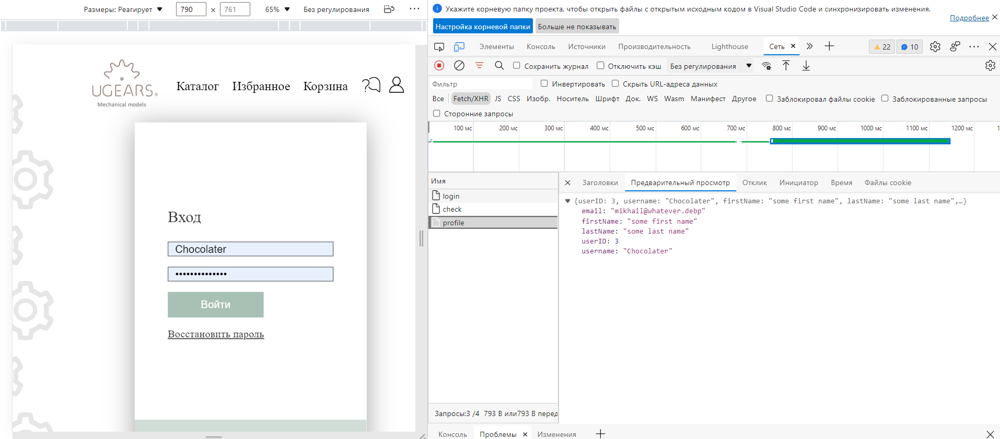 Размеры: Реагирует ▼ 790 × 761 65% ▼ Без регулирования
UGEARS®
Mechanical models
Каталог Избранное Корзина
Вход
Chocolater
••••••••••••••
Войти
Восстановить пароль
Укажите корневую папку проекта, чтобы открыть файлы с открытым исходным кодом в Visual Studio Code и синхронизировать изменения.
Подробнее
Настройка корневой папки Больше не показывать
Элементы Консоль Источники Производительность Lighthouse Сеть 22 10
Сохранить журнал Отключить кэш Без регулирования
Фильтр Инвертировать Скрыть URL-адреса данных
Все Fetch/XHR JS CSS Изобр. Носитель Шрифт Док. WS Wasm Манифест Другое Заблокировал файлы cookie Заблокированные запросы
Сторонние запросы
100 мс 200 мс 300 мс 400 мс 500 мс 600 мс 700 мс 800 мс 900 мс 1000 мс 1100 мс 1200 мс 1
Имя
login
check
profile
Заголовки Предварительный просмотр Отклик Инициатор Время Файлы cookie
{userID: 3, username: "Chocolater", firstName: "some first name", lastName: "some last name",…}
email: "mikhail@whatever.debp"
firstName: "some first name"
lastName: "some last name"
userID: 3
username: "Chocolater"
Запросы:3 /4 793 B или793 B перед
Консоль Проблемы Изменения